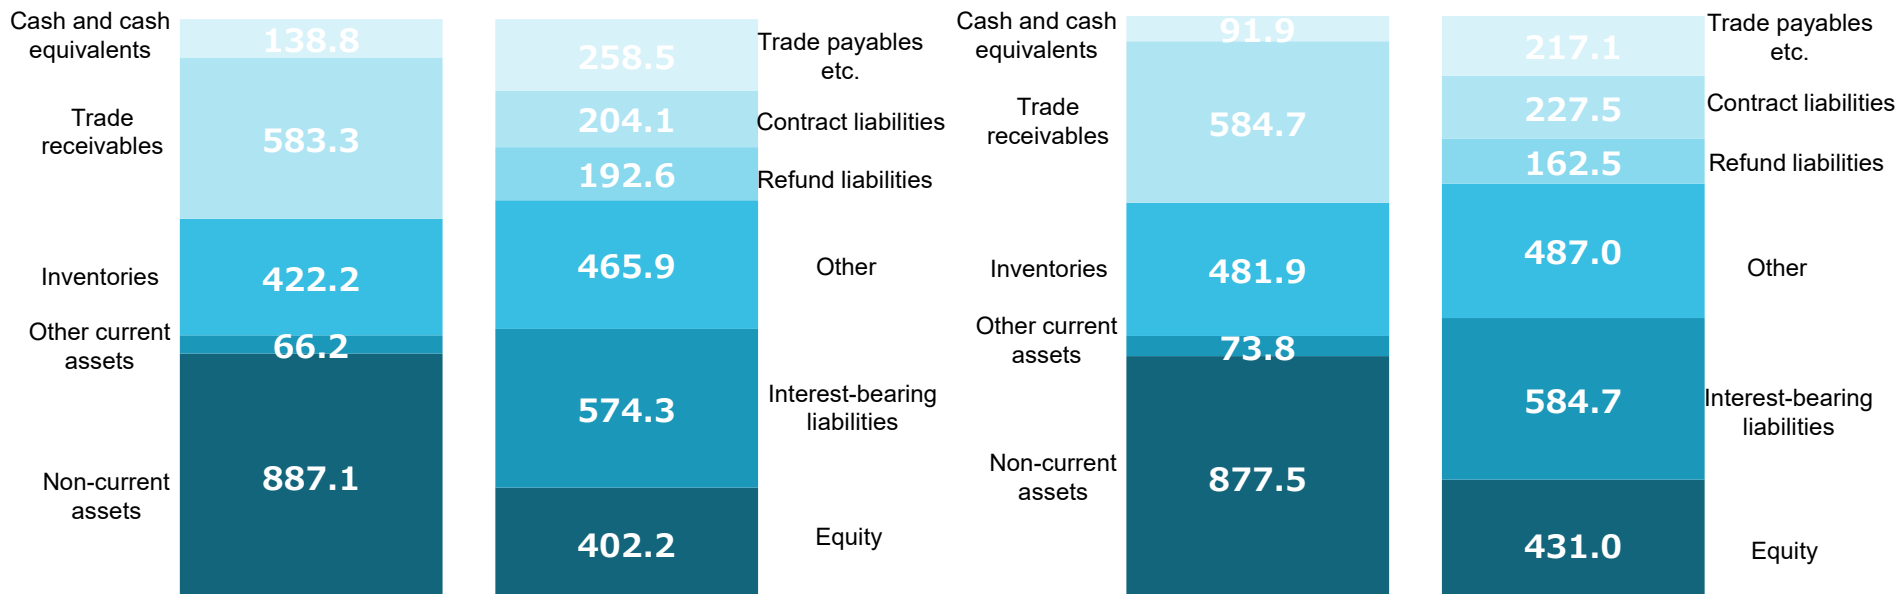 Cash and cash
equivalents
138.8
Trade
receivables
583.3
Inventories
422.2
Other current
assets
66.2
Non-current
assets
887.1
258.5
Trade payables
etc.
204.1
Contract liabilities
192.6
Refund liabilities
465.9
Other
574.3
Interest-bearing
liabilities
402.2
Equity
Cash and cash
equivalents
91.9
Trade
receivables
584.7
Inventories
481.9
Other current
assets
73.8
Non-current
assets
877.5
217.1
Trade payables
etc.
227.5
Contract liabilities
162.5
Refund liabilities
487.0
Other
584.7
Interest-bearing
liabilities
431.0
Equity